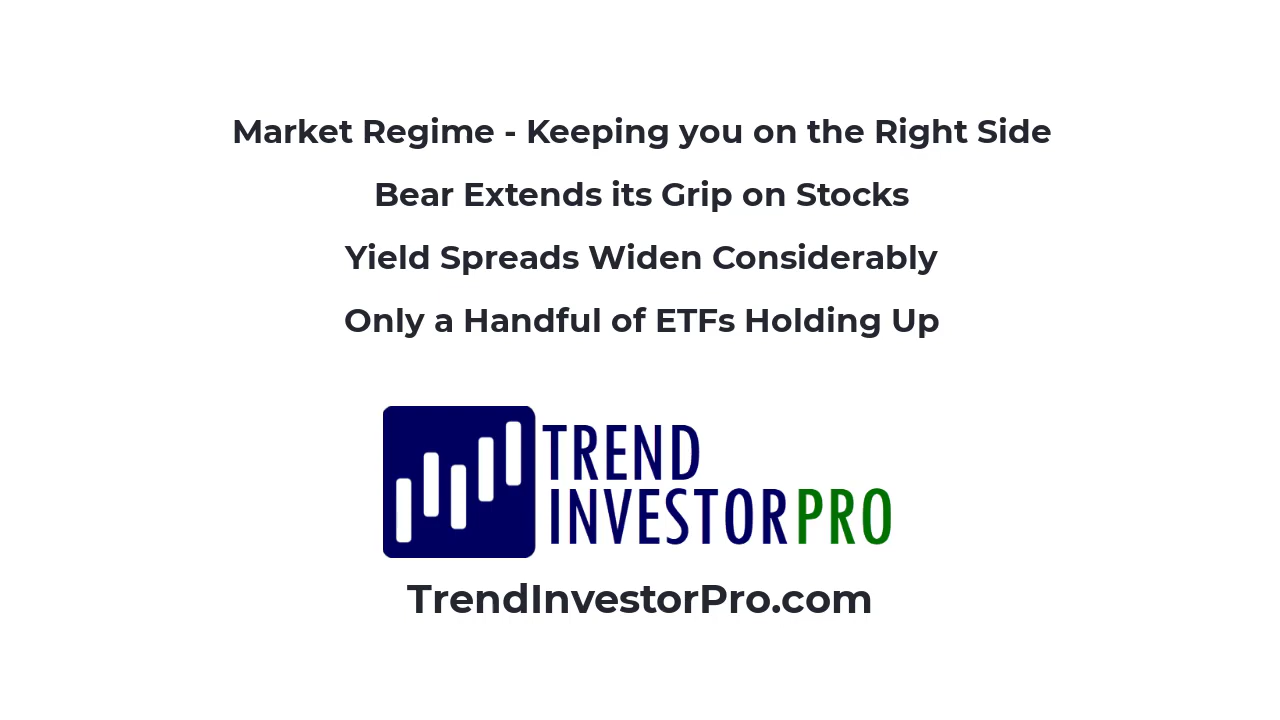 Market Regime - Keeping you on the Right Side
Bear Extends its Grip on Stocks
Yield Spreads Widen Considerably
Only a Handful of ETFs Holding Up
TREND
INVESTORPRO
TrendInvestorPro.com